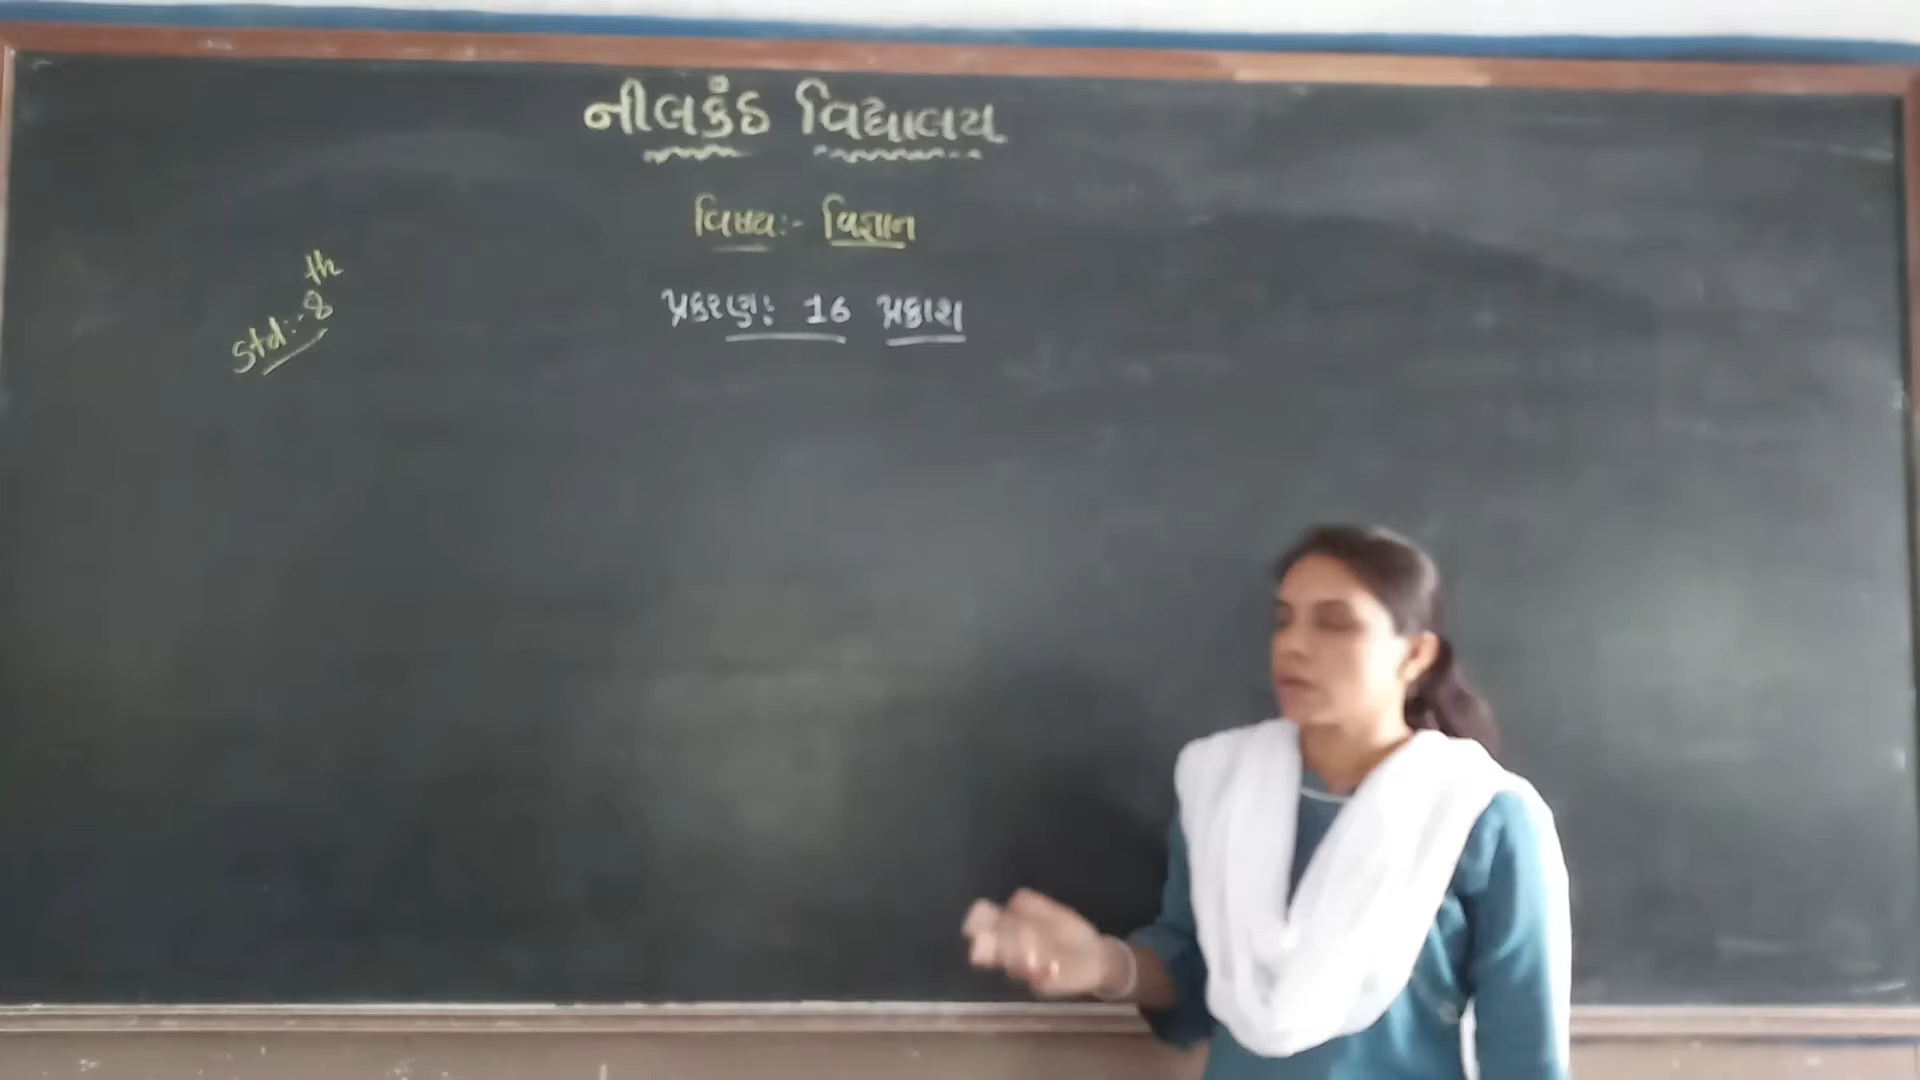 નીલકંઠ વિદ્યાલય
વિષય:- વિજ્ઞાન
Std:- 8th
પ્રકરણ: 16 પ્રકાશ